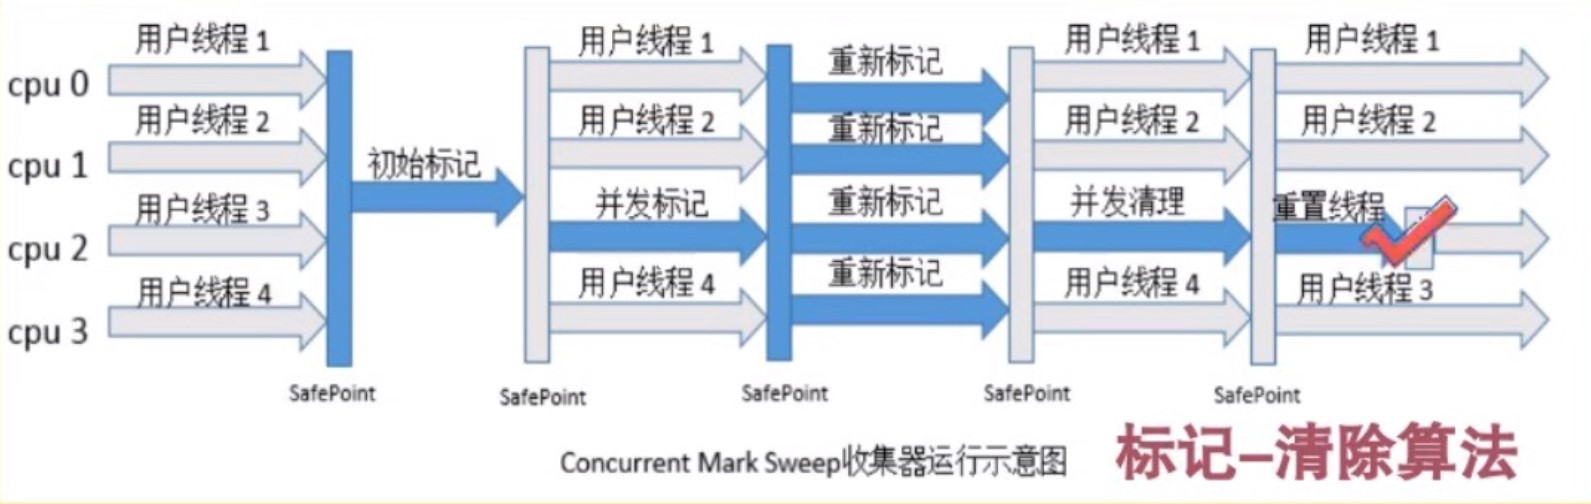 用户线程 1
用户线程 1
用户线程 1
用户线程 1
cpu 0
重新标记
用户线程 2
用户线程 2
重新标记
用户线程 2
用户线程 2
cpu 1
初始标记
用户线程 3
并发标记
重新标记
并发清理
重置线程
cpu 2
用户线程 4
用户线程 4
重新标记
用户线程 4
用户线程 3
cpu 3
SafePoint
SafePoint
SafePoint
SafePoint
SafePoint
Concurrent Mark Sweep收集器运行示意图
标记-清除算法